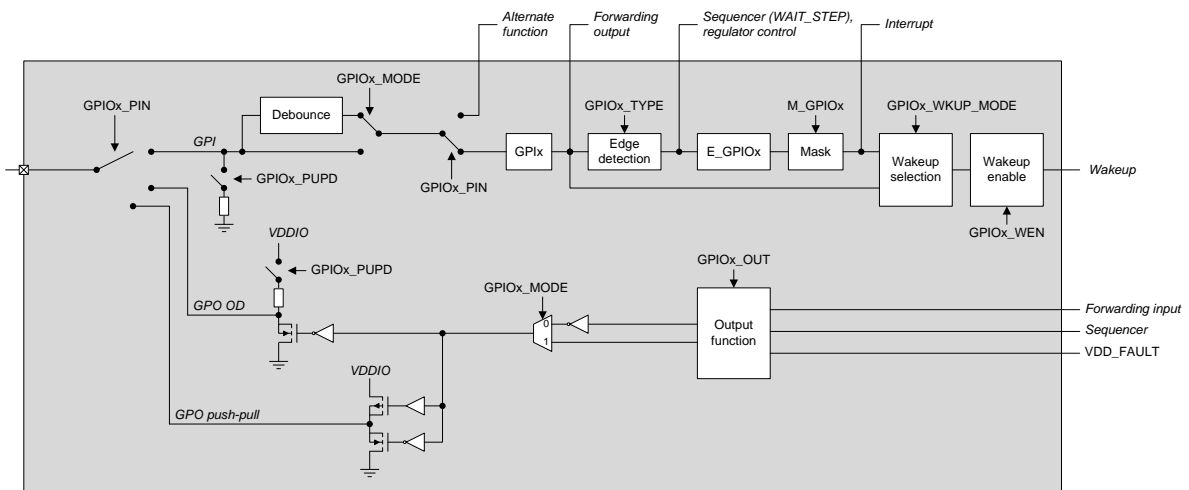 Alternate
function
Forwarding
output
Sequencer (WAIT_STEP),
regulator control
Interrupt
GPIOx_MODE
GPIOx_PIN
Debounce
GPIOx_TYPE
M_GPIOx
GPIOx_WKUP_MODE
GPI
GPIx
Edge
detection
E_GPIOx
Mask
Wakeup
selection
Wakeup
enable
Wakeup
GPIOx_PUPD
GPIOx_PIN
GPIOx_WEN
VDDIO
GPIOx_PUPD
GPIOx_OUT
GPIOx_MODE
GPO OD
0
1
Output
function
Forwarding input
Sequencer
VDD_FAULT
VDDIO
GPO push-pull